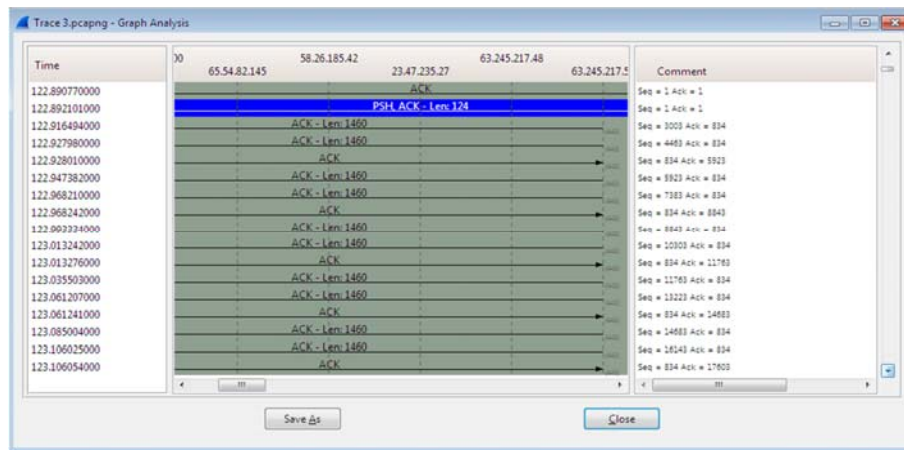 Trace 3.pcapng - Graph Analysis
Time
58.26.185.42 63.245.217.48
65.54.82.145 23.47.235.27 63.245.217.5
Comment
122.890770000 ACK Seq = 1 Ack = 1
122.892101000 PSH, ACK - Len: 124 Seq = 1 Ack = 1
122.916494000 ACK - Len: 1460 Seq = 3003 Ack = 834
122.927980000 ACK - Len: 1460 Seq = 4463 Ack = 834
122.928010000 ACK Seq = 834 Ack = 5923
122.947382000 ACK - Len: 1460 Seq = 5923 Ack = 834
122.968210000 ACK - Len: 1460 Seq = 7383 Ack = 834
122.968242000 ACK Seq = 834 Ack = 8843
122.993334000 ACK - Len: 1460 Seq = 8843 Ack = 834
123.013242000 ACK - Len: 1460 Seq = 10303 Ack = 834
123.013276000 ACK Seq = 834 Ack = 11763
123.035503000 ACK - Len: 1460 Seq = 11763 Ack = 834
123.061207000 ACK - Len: 1460 Seq = 13223 Ack = 834
123.061241000 ACK Seq = 834 Ack = 14683
123.085004000 ACK - Len: 1460 Seq = 14683 Ack = 834
123.106025000 ACK - Len: 1460 Seq = 16143 Ack = 834
123.106054000 ACK Seq = 834 Ack = 17603
Save As Close